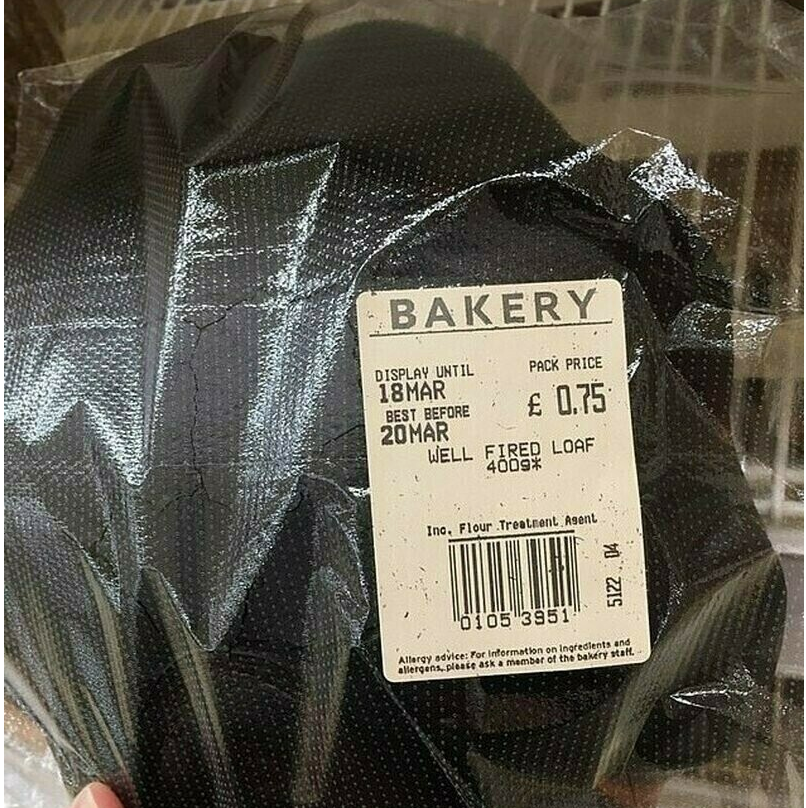 BAKERY
DISPLAY UNTIL
18MAR
PACK PRICE
£ 0.75
BEST BEFORE
20MAR
WELL FIRED LOAF
4009*
Inc. Flour Treatment Agent
0105 3951
5122 04
Allergy advice: For information on ingredients and
allergens, please ask a member of the bakery staff.